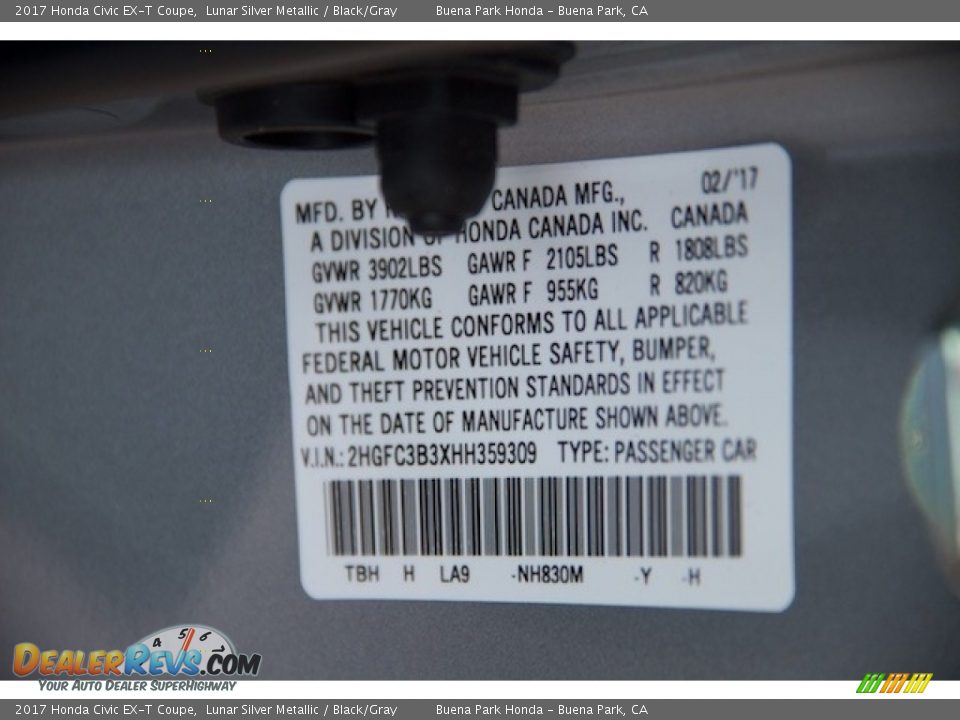 2017 Honda Civic EX-T Coupe, Lunar Silver Metallic / Black/Gray Buena Park Honda - Buena Park, CA
02/'17
MFD. BY CANADA MFG.,
A DIVISION OF HONDA CANADA INC. CANADA
GVWR 3902LBS GAWR F 2105LBS R 1808LBS
GVWR 1770KG GAWR F 955KG R 820KG
THIS VEHICLE CONFORMS TO ALL APPLICABLE
FEDERAL MOTOR VEHICLE SAFETY, BUMPER,
AND THEFT PREVENTION STANDARDS IN EFFECT
ON THE DATE OF MANUFACTURE SHOWN ABOVE.
V.I.N.: 2HGFC3B3XHH359309 TYPE: PASSENGER CAR
TBH H LA9 -NH830M -Y -H
4 5 6
DEALERREVS.COM
YOUR AUTO DEALER SUPERHIGHWAY
2017 Honda Civic EX-T Coupe, Lunar Silver Metallic / Black/Gray Buena Park Honda - Buena Park, CA